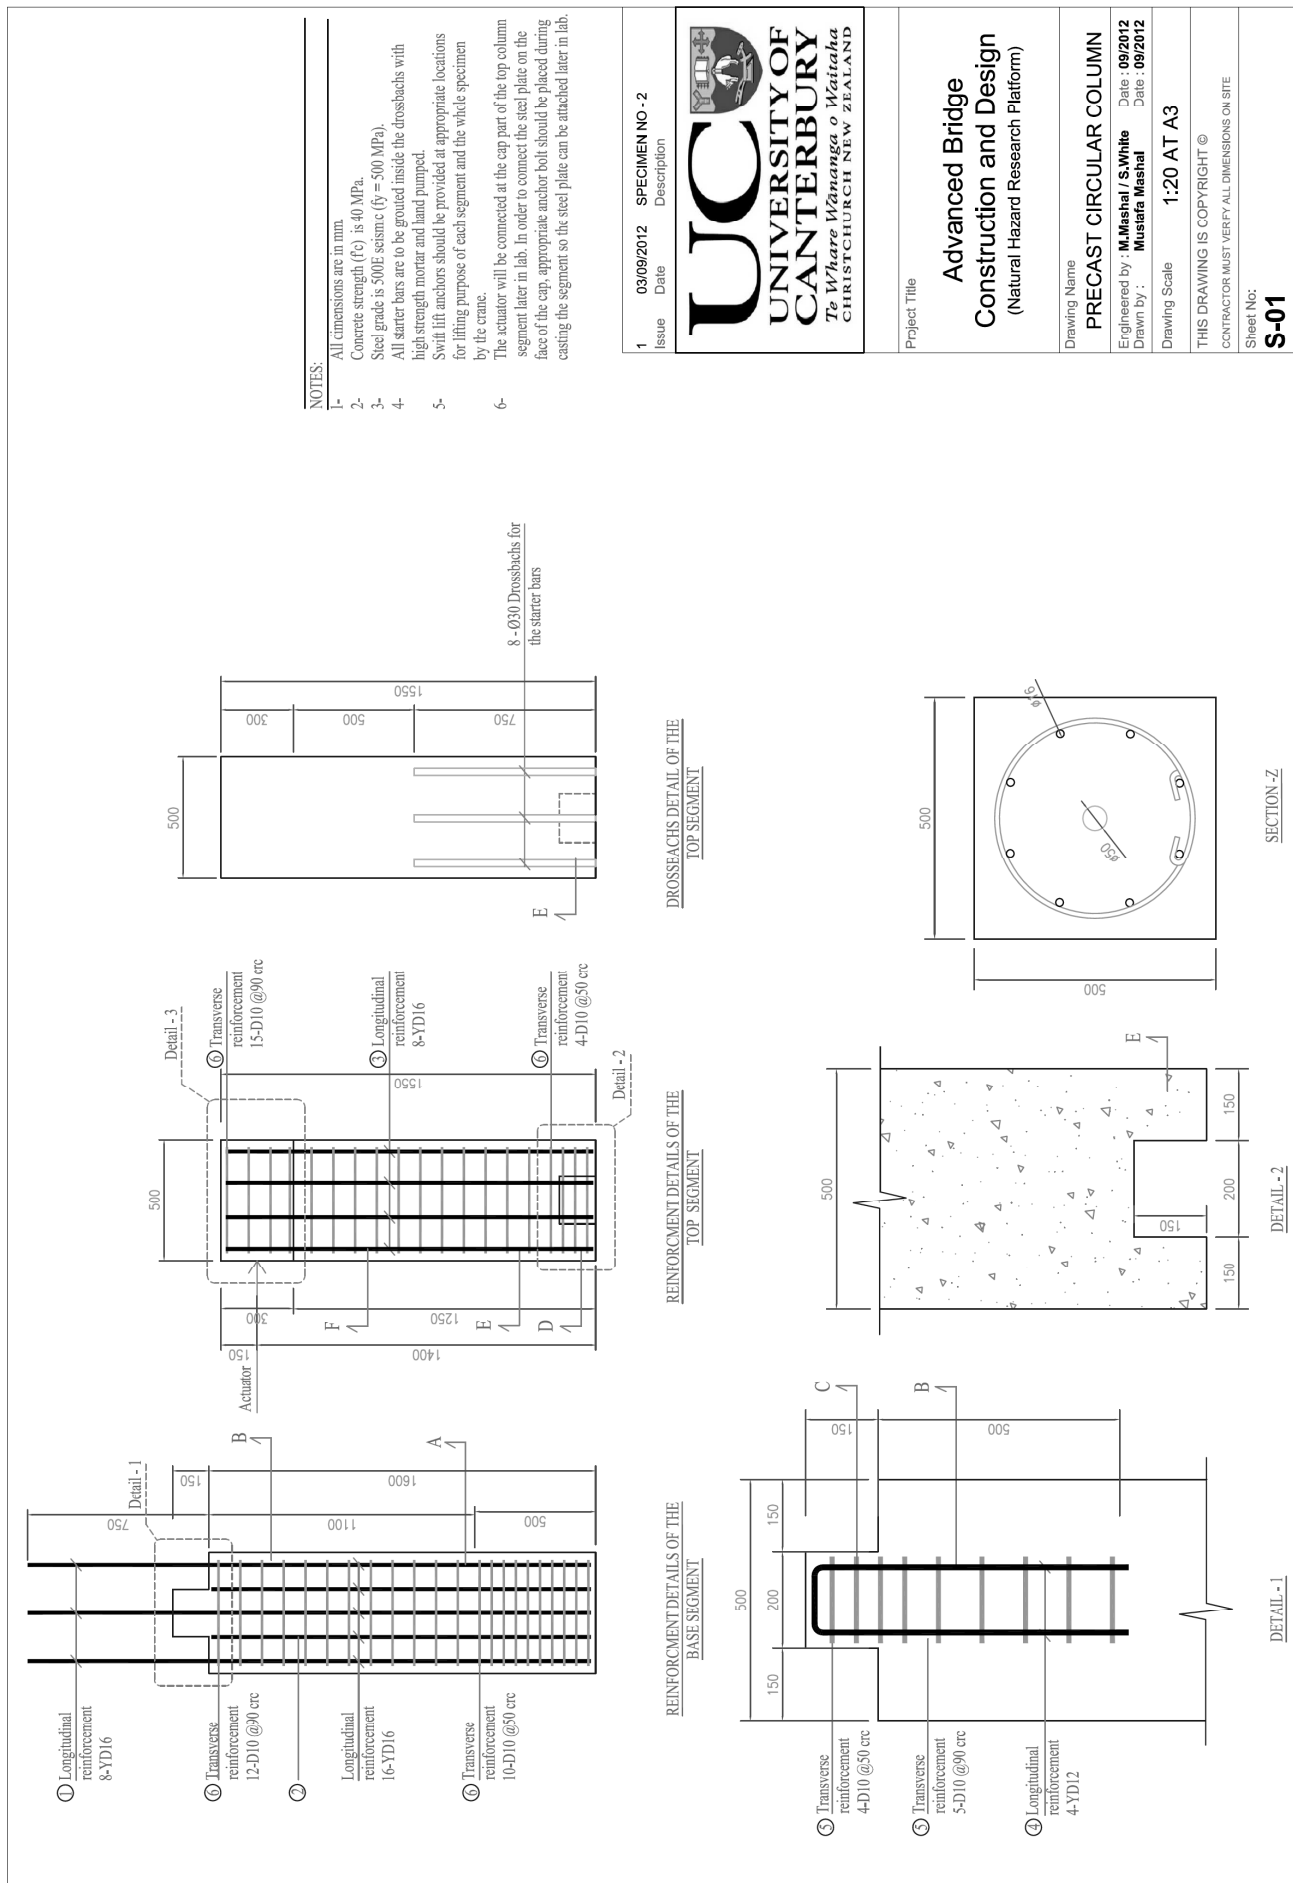 NOTES:
1- All dimensions are in mm.
2- Concrete strength (f'c) is 40 MPa.
3- Steel grade is 500E seismic (fy = 500 MPa).
4- All starter bars are to be grouted inside the drossbachs with
high strength mortar and hand pumped.
5- Swift lift anchors should be provided at appropriate locations
for lifting purpose of each segment and the whole specimen
by the crane.
6- The actuator will be connected at the cap part of the top column
segment later in lab. In order to connect the steel plate on the
face of the cap, appropriate anchor bolt should be placed during
casting the segment so the steel plate can be attached later in lab.
1 03/09/2012 SPECIMEN NO - 2
Issue Date Description
UC
UNIVERSITY OF
CANTERBURY
Te Whare Wānanga o Waitaha
CHRISTCHURCH NEW ZEALAND
Project Title
Advanced Bridge
Construction and Design
(Natural Hazard Research Platform)
Drawing Name
PRECAST CIRCULAR COLUMN
Engineered by : M.Mashal / S.White Date : 09/2012
Drawn by : Mustafa Mashal Date : 09/2012
Drawing Scale 1:20 AT A3
THIS DRAWING IS COPYRIGHT ©
CONTRACTOR MUST VERIFY ALL DIMENSIONS ON SITE
Sheet No:
S-01
1 Longitudinal
reinforcement
8-YD16
6 Transverse
reinforcement
12-D10 @90 crc
2
Longitudinal
reinforcement
16-YD16
6 Transverse
reinforcement
10-D10 @50 crc
Detail - 1
750
150
1100
1600
500
B
A
REINFORCMENT DETAILS OF THE
BASE SEGMENT
Actuator
150
300
1400
1250
500
1550
F
E
D
Detail - 3
Detail - 2
6 Transverse
reinforcement
15-D10 @90 crc
3 Longitudinal
reinforcement
8-YD16
6 Transverse
reinforcement
4-D10 @50 crc
REINFORCMENT DETAILS OF THE
TOP SEGMENT
500
300
500
750
1550
E
8 - Ø30 Drossbachs for
the starter bars
DROSSEACHS DETAIL OF THE
TOP SEGMENT
5 Transverse
reinforcement
4-D10 @50 crc
5 Transverse
reinforcement
5-D10 @90 crc
4 Longitudinal
reinforcement
4-YD12
500
150
200
150
150
500
C
B
DETAIL - 1
500
150
200
150
150
E
DETAIL - 2
500
500
ø16
ø50
SECTION -Z